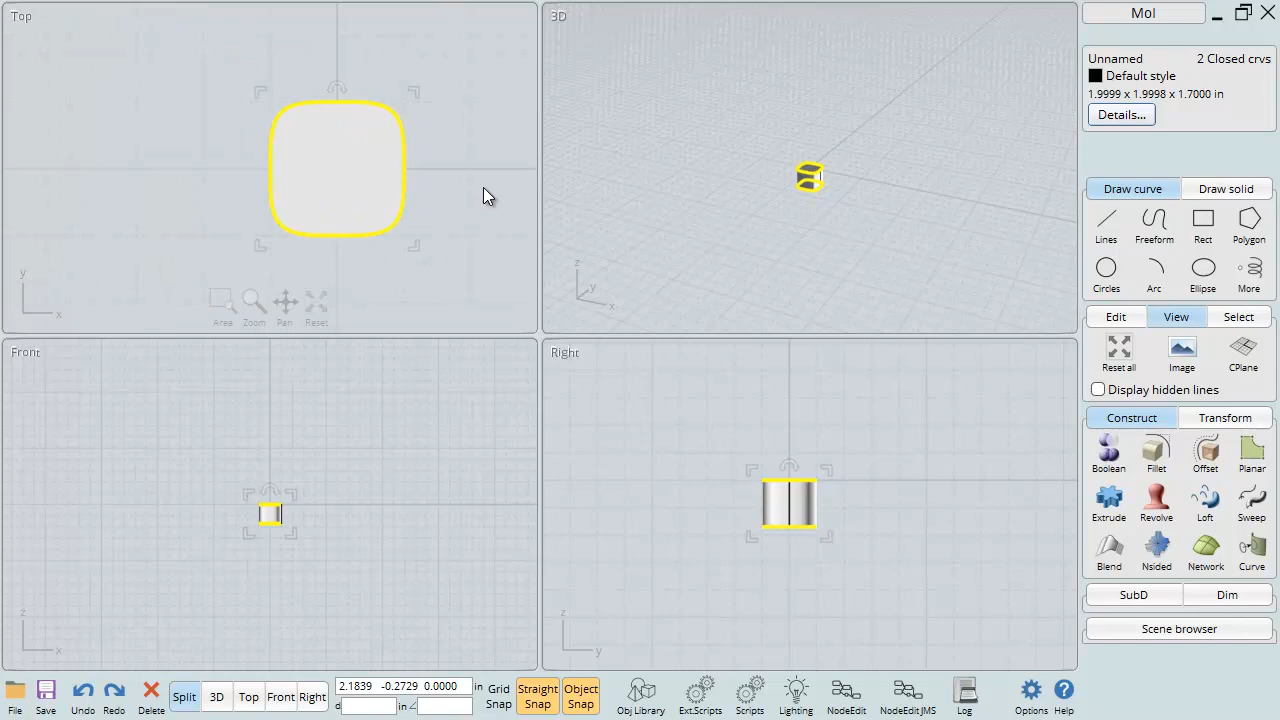 Top
3D
MoI
Unnamed
2 Closed crvs
Default style
1.9999 x 1.9998 x 1.7000 in
Details...
Draw curve
Draw solid
Lines
Freeform
Rect
Polygon
Circles
Arc
Ellipse
More
y
x
Area
Zoom
Pan
Reset
z
y
x
Edit
View
Select
Front
Right
Reset all
Image
CPlane
Display hidden lines
Construct
Transform
Boolean
Fillet
Offset
Planar
Extrude
Revolve
Loft
Sweep
Blend
Nsided
Network
Curve
SubD
Dim
Scene browser
z
x
z
y
File
Save
Undo
Redo
Delete
Split
3D
Top
Front
Right
2.1839 -0.2729 0.0000
in
d
in ∠
Grid
Snap
Straight
Snap
Object
Snap
Obj Library
Ext.Scripts
Scripts
Lighting
NodeEdit
NodeEditJMS
Log
Options
Help